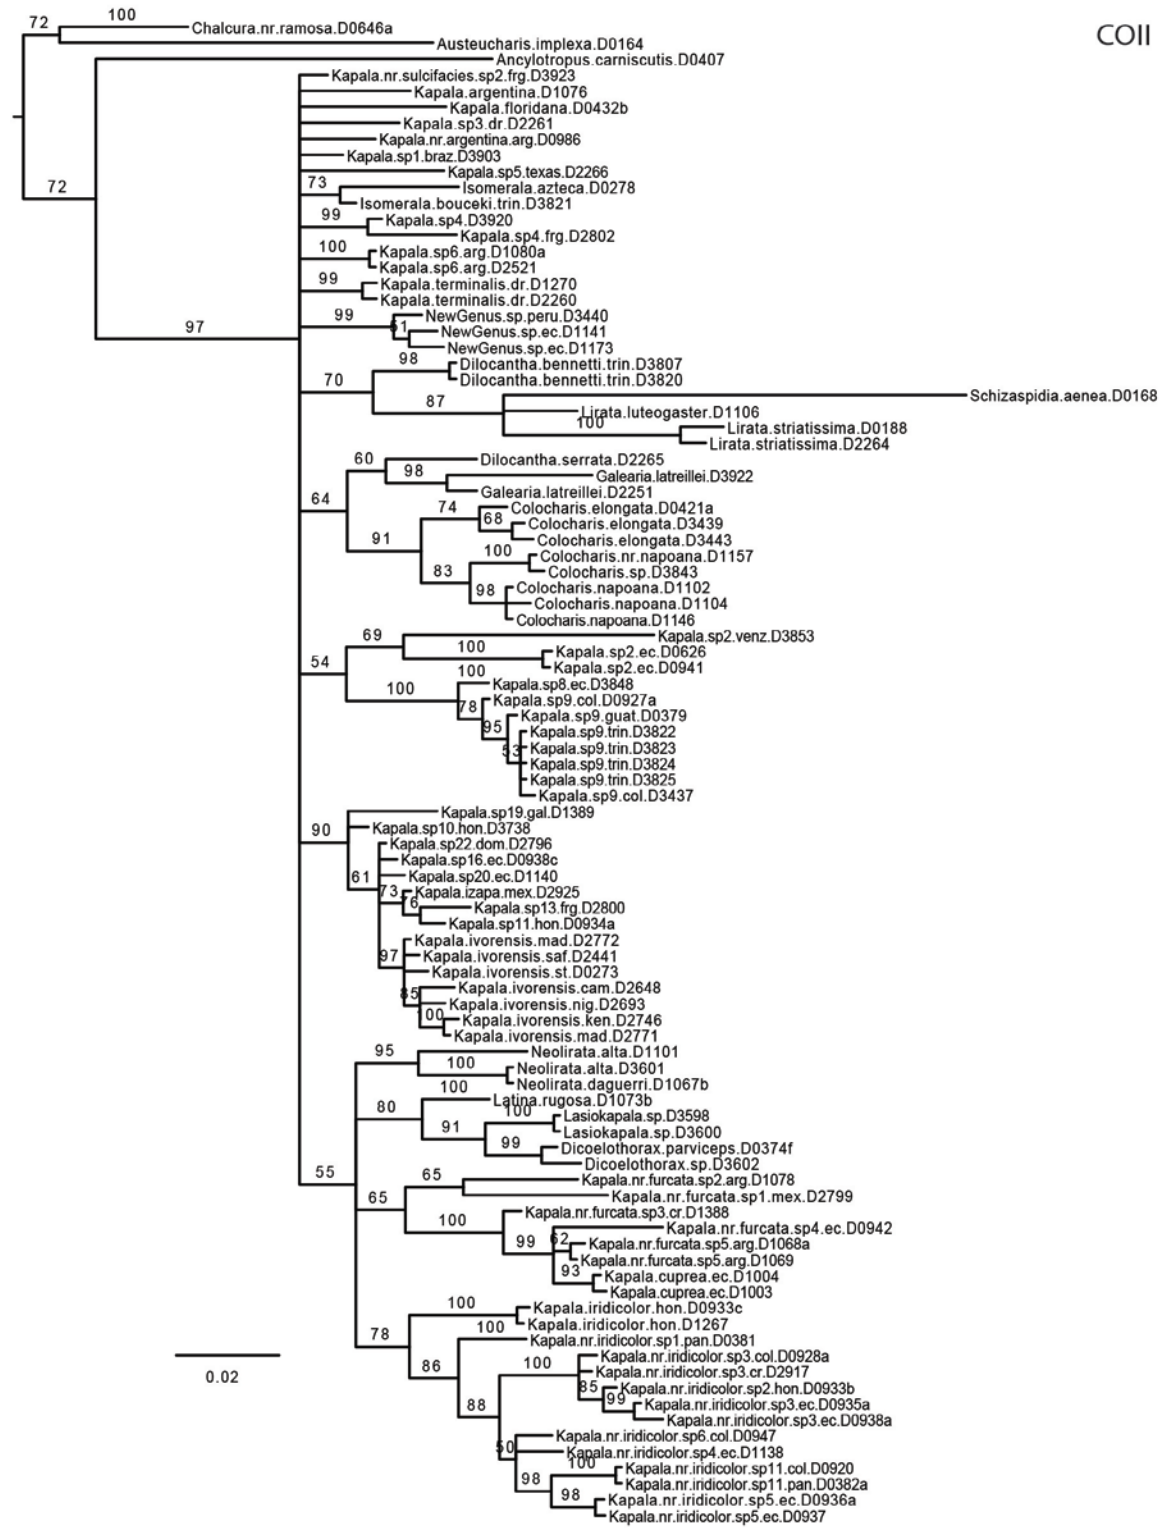 COII
72
100
Chalcura.nr.ramosa.D0646a
Austeucharis.implexa.D0164
Ancylotropus.carniscutis.D0407
Kapala.nr.sulcifacies.sp2.frg.D3923
Kapala.argentina.D1076
Kapala.floridana.D0432b
Kapala.sp3.dr.D2261
Kapala.nr.argentina.arg.D0986
Kapala.sp1.braz.D3903
Kapala.sp5.texas.D2266
72
73
Isomerala.azteca.D0278
Isomerala.bouceki.trin.D3821
99
Kapala.sp4.D3920
Kapala.sp4.frg.D2802
100
Kapala.sp6.arg.D1080a
Kapala.sp6.arg.D2521
99
Kapala.terminalis.dr.D1270
Kapala.terminalis.dr.D2260
97
99
NewGenus.sp.peru.D3440
51
NewGenus.sp.ec.D1141
NewGenus.sp.ec.D1173
70
98
Dilocantha.bennetti.trin.D3807
Dilocantha.bennetti.trin.D3820
87
Schizaspidia.aenea.D0168
Lirata.luteogaster.D1106
100
Lirata.striatissima.D0188
Lirata.striatissima.D2264
64
60
Dilocantha.serrata.D2265
98
Galearia.latreillei.D3922
Galearia.latreillei.D2251
91
74
Colocharis.elongata.D0421a
68
Colocharis.elongata.D3439
Colocharis.elongata.D3443
83
100
Colocharis.nr.napoana.D1157
Colocharis.sp.D3843
98
Colocharis.napoana.D1102
Colocharis.napoana.D1104
Colocharis.napoana.D1146
54
69
Kapala.sp2.venz.D3853
100
Kapala.sp2.ec.D0626
Kapala.sp2.ec.D0941
100
100
Kapala.sp8.ec.D3848
78
Kapala.sp9.col.D0927a
95
Kapala.sp9.guat.D0379
53
Kapala.sp9.trin.D3822
Kapala.sp9.trin.D3823
Kapala.sp9.trin.D3824
Kapala.sp9.trin.D3825
Kapala.sp9.col.D3437
90
Kapala.sp19.gal.D1389
Kapala.sp10.hon.D3738
61
Kapala.sp22.dom.D2796
Kapala.sp16.ec.D0938c
Kapala.sp20.ec.D1140
73
Kapala.izapa.mex.D2925
76
Kapala.sp13.frg.D2800
Kapala.sp11.hon.D0934a
97
Kapala.ivorensis.mad.D2772
Kapala.ivorensis.saf.D2441
Kapala.ivorensis.st.D0273
85
Kapala.ivorensis.cam.D2648
Kapala.ivorensis.nig.D2693
100
Kapala.ivorensis.ken.D2746
Kapala.ivorensis.mad.D2771
55
95
Neolirata.alta.D1101
100
Neolirata.alta.D3601
Neolirata.daguerri.D1067b
80
100
Latina.rugosa.D1073b
91
100
Lasiokapala.sp.D3598
Lasiokapala.sp.D3600
99
Dicoelothorax.parviceps.D0374f
Dicoelothorax.sp.D3602
65
65
Kapala.nr.furcata.sp2.arg.D1078
Kapala.nr.furcata.sp1.mex.D2799
100
Kapala.nr.furcata.sp3.cr.D1388
99
Kapala.nr.furcata.sp4.ec.D0942
62
Kapala.nr.furcata.sp5.arg.D1068a
Kapala.nr.furcata.sp5.arg.D1069
93
Kapala.cuprea.ec.D1004
Kapala.cuprea.ec.D1003
78
100
Kapala.iridicolor.hon.D0933c
Kapala.iridicolor.hon.D1267
86
100
Kapala.nr.iridicolor.sp1.pan.D0381
88
100
Kapala.nr.iridicolor.sp3.col.D0928a
Kapala.nr.iridicolor.sp3.cr.D2917
85
Kapala.nr.iridicolor.sp2.hon.D0933b
99
Kapala.nr.iridicolor.sp3.ec.D0935a
Kapala.nr.iridicolor.sp3.ec.D0938a
50
Kapala.nr.iridicolor.sp6.col.D0947
Kapala.nr.iridicolor.sp4.ec.D1138
98
100
Kapala.nr.iridicolor.sp11.col.D0920
Kapala.nr.iridicolor.sp11.pan.D0382a
98
Kapala.nr.iridicolor.sp5.ec.D0936a
Kapala.nr.iridicolor.sp5.ec.D0937
0.02